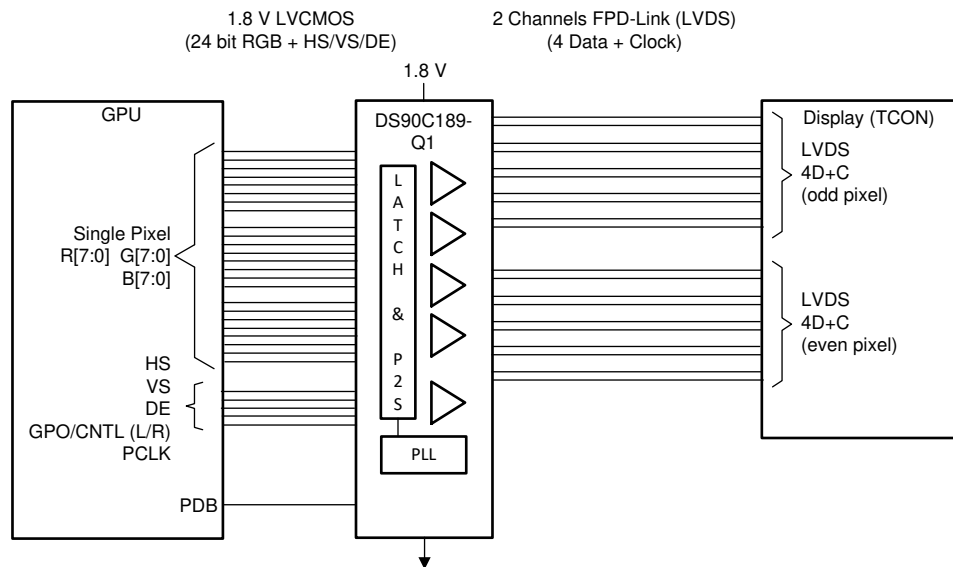 1.8 V LVCMOS
(24 bit RGB + HS/VS/DE)
2 Channels FPD-Link (LVDS)
(4 Data + Clock)
1.8 V
GPU
Single Pixel
R[7:0] G[7:0]
B[7:0]
HS
VS
DE
GPO/CNTL (L/R)
PCLK
PDB
DS90C189-
Q1
L
A
T
C
H
&
P
2
S
PLL
Display (TCON)
LVDS
4D+C
(odd pixel)
LVDS
4D+C
(even pixel)